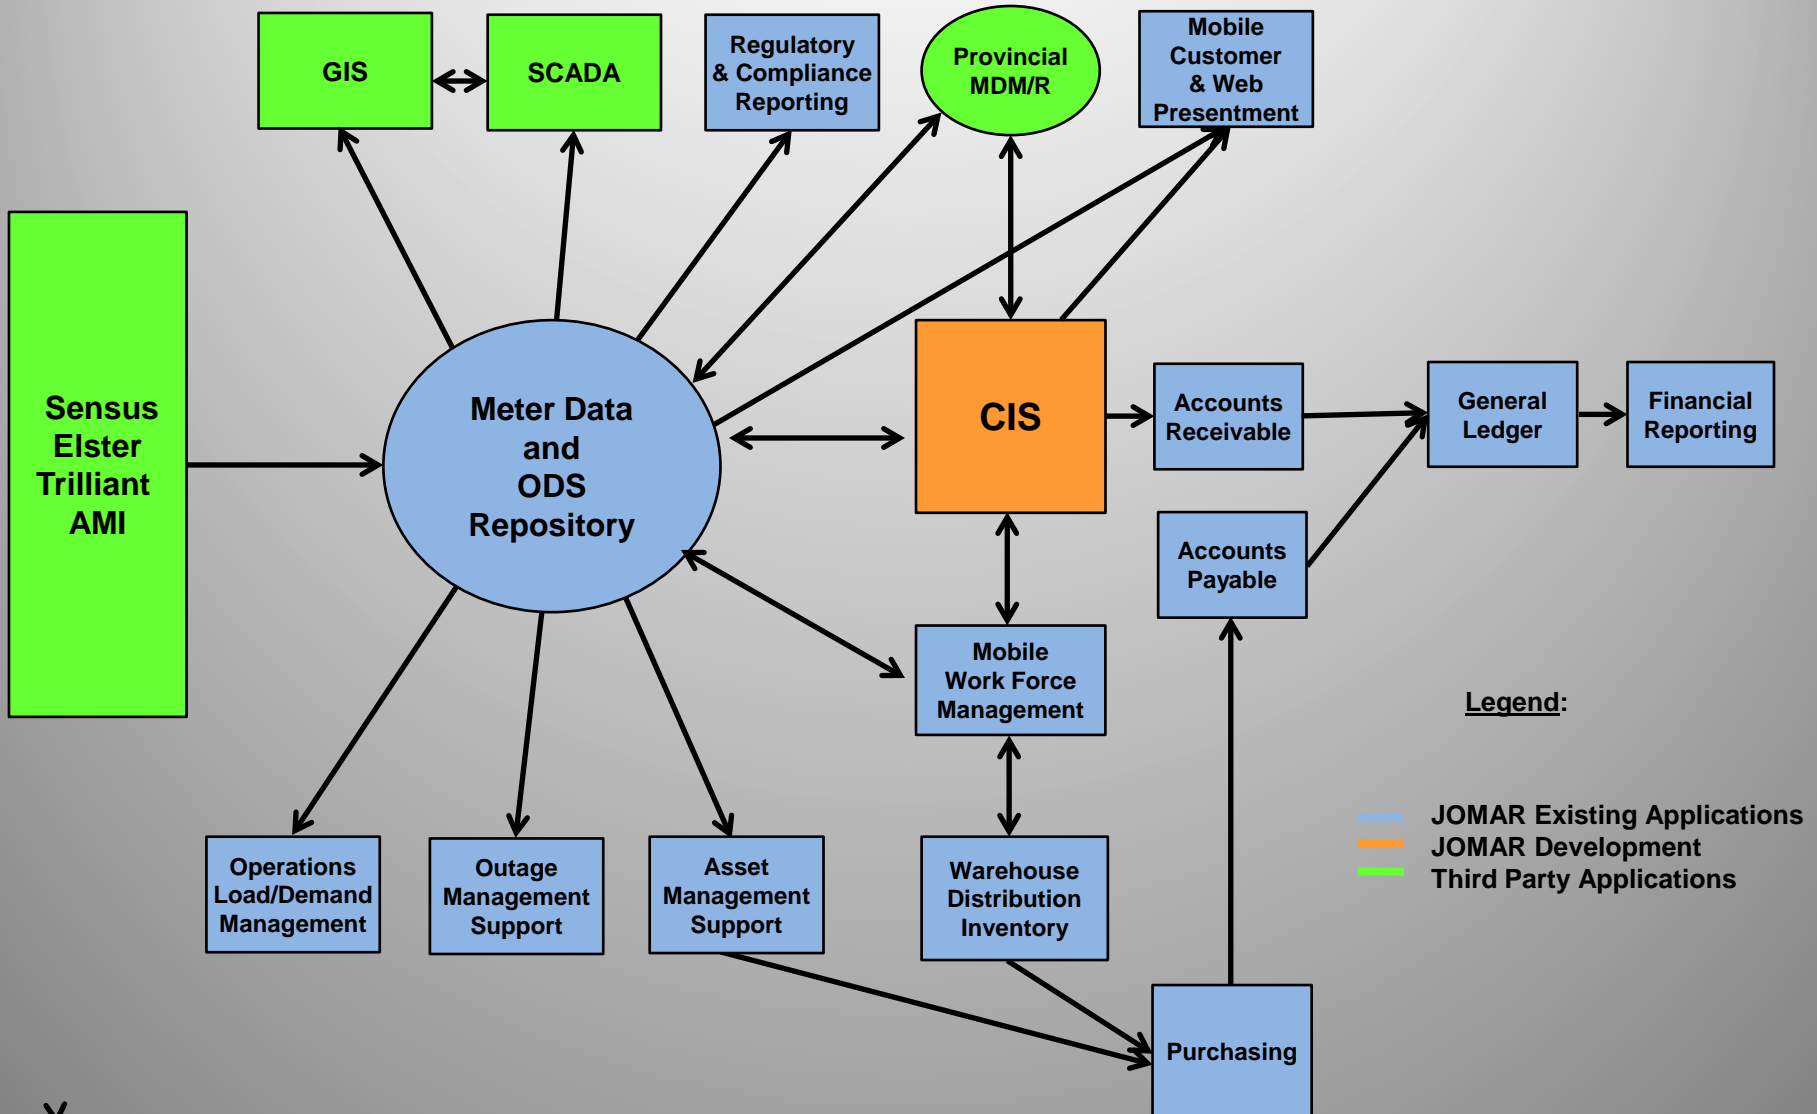 GIS
SCADA
Regulatory
& Compliance
Reporting
Provincial
MDM/R
Mobile
Customer
& Web
Presentment
Sensus
Elster
Trilliant
AMI
Meter Data
and
ODS
Repository
CIS
Accounts
Receivable
General
Ledger
Financial
Reporting
Accounts
Payable
Mobile
Work Force
Management
Legend:
JOMAR Existing Applications
JOMAR Development
Third Party Applications
Operations
Load/Demand
Management
Outage
Management
Support
Asset
Management
Support
Warehouse
Distribution
Inventory
Purchasing